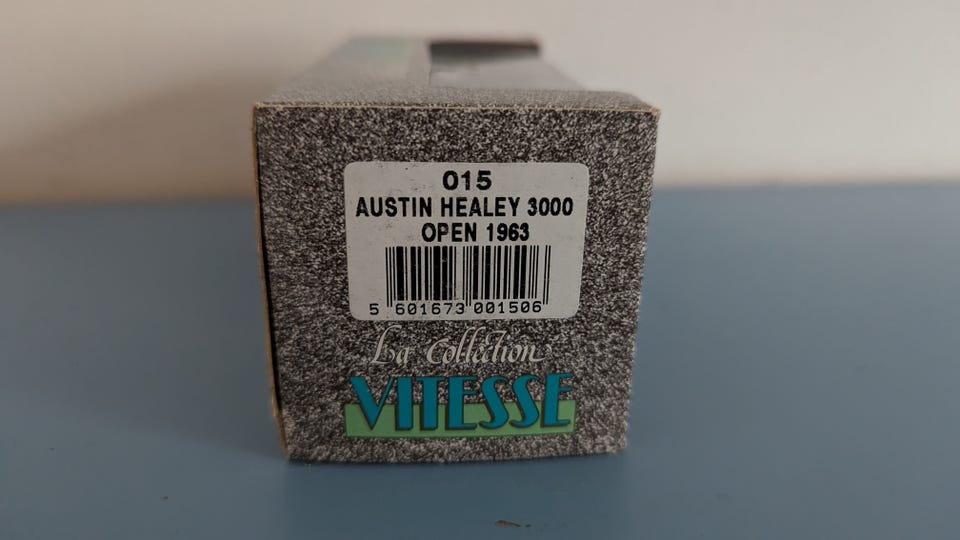 015
AUSTIN HEALEY 3000
OPEN 1963
5 601673 001506
La Collection
VITESSE